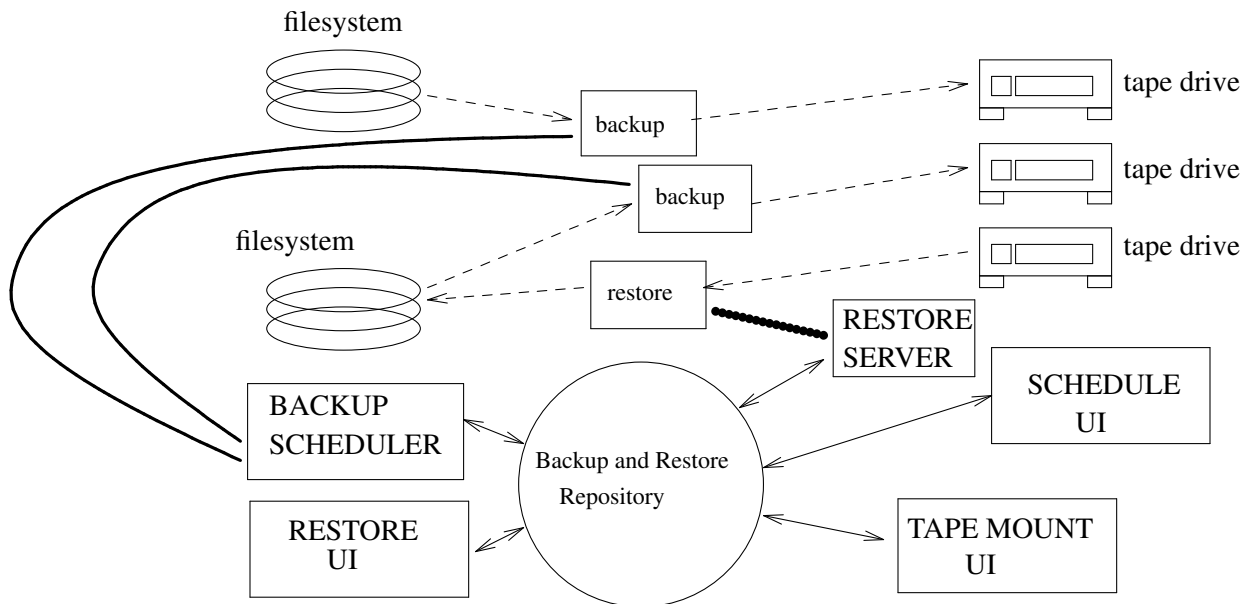 filesystem
tape drive
backup
tape drive
backup
filesystem
tape drive
restore
RESTORE
SERVER
SCHEDULE
UI
BACKUP
SCHEDULER
Backup and Restore
Repository
RESTORE
UI
TAPE MOUNT
UI